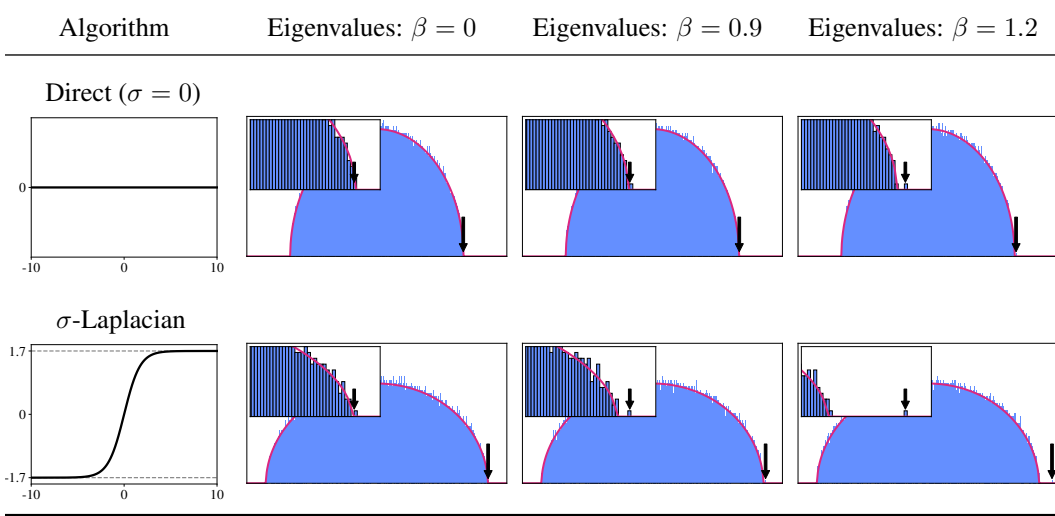 Algorithm Eigenvalues: β = 0 Eigenvalues: β = 0.9 Eigenvalues: β = 1.2
Direct (σ = 0)
0
-10 0 10
σ-Laplacian
1.7
0
-1.7
-10 0 10